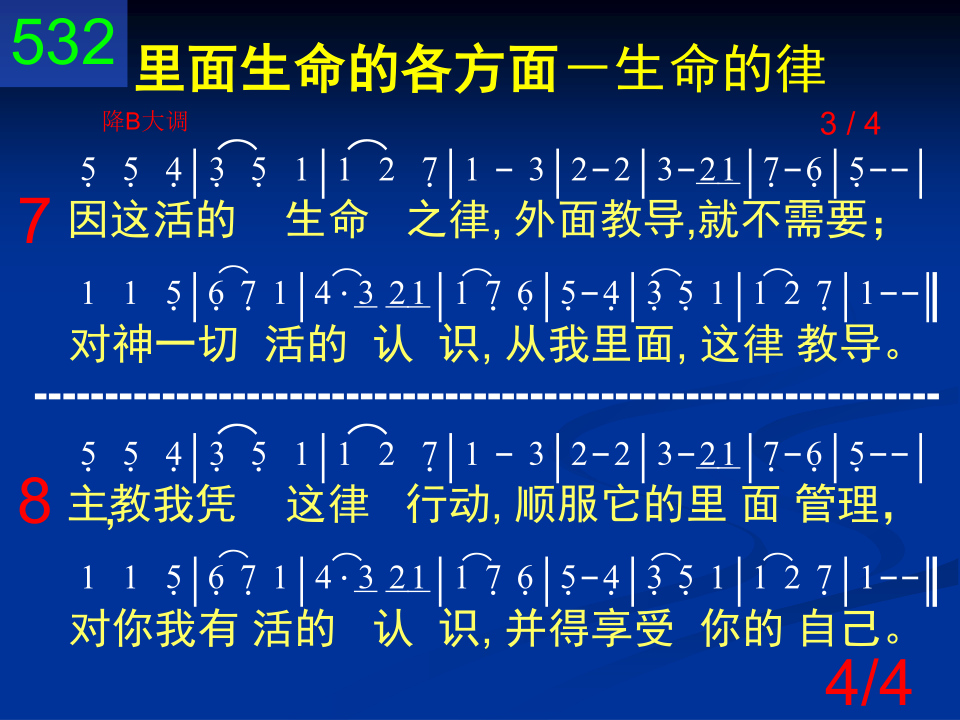 532
里面生命的各方面－生命的律
降B大调
3 / 4
5̣ 5̣ 4̣|3̣ 5̣ 1|1 2 7̣|1 - 3|2-2|3-21|7̣-6̣|5̣--|
7
因这活的 生命 之律, 外面教导,就不需要；
1 1 5̣|6̣ 7̣ 1|4·3 21|1 7̣ 6̣|5̣-4̣|3̣ 5̣ 1|1 2 7̣|1--‖
对神一切 活的 认 识, 从我里面, 这律 教导。
--------------------------------------------------------------
5̣ 5̣ 4̣|3̣ 5̣ 1|1 2 7̣|1 - 3|2-2|3-21|7̣-6̣|5̣--|
8
主,教我凭 这律 行动, 顺服它的里 面 管理，
1 1 5̣|6̣ 7̣ 1|4·3 21|1 7̣ 6̣|5̣-4̣|3̣ 5̣ 1|1 2 7̣|1--‖
对你我有 活的 认 识, 并得享受 你的 自己。
4/4